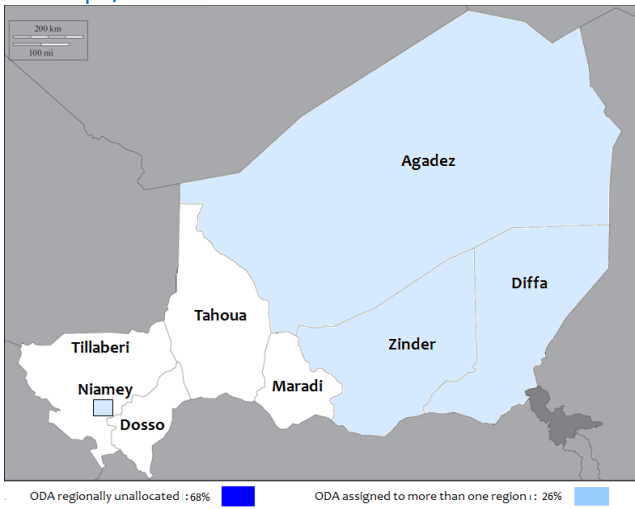 200 km
100 mi
Agadez
Diffa
Tahoua
Zinder
Tillaberi
Maradi
Niamey
Dosso
ODA regionally unallocated : 68%
ODA assigned to more than one region : 26%